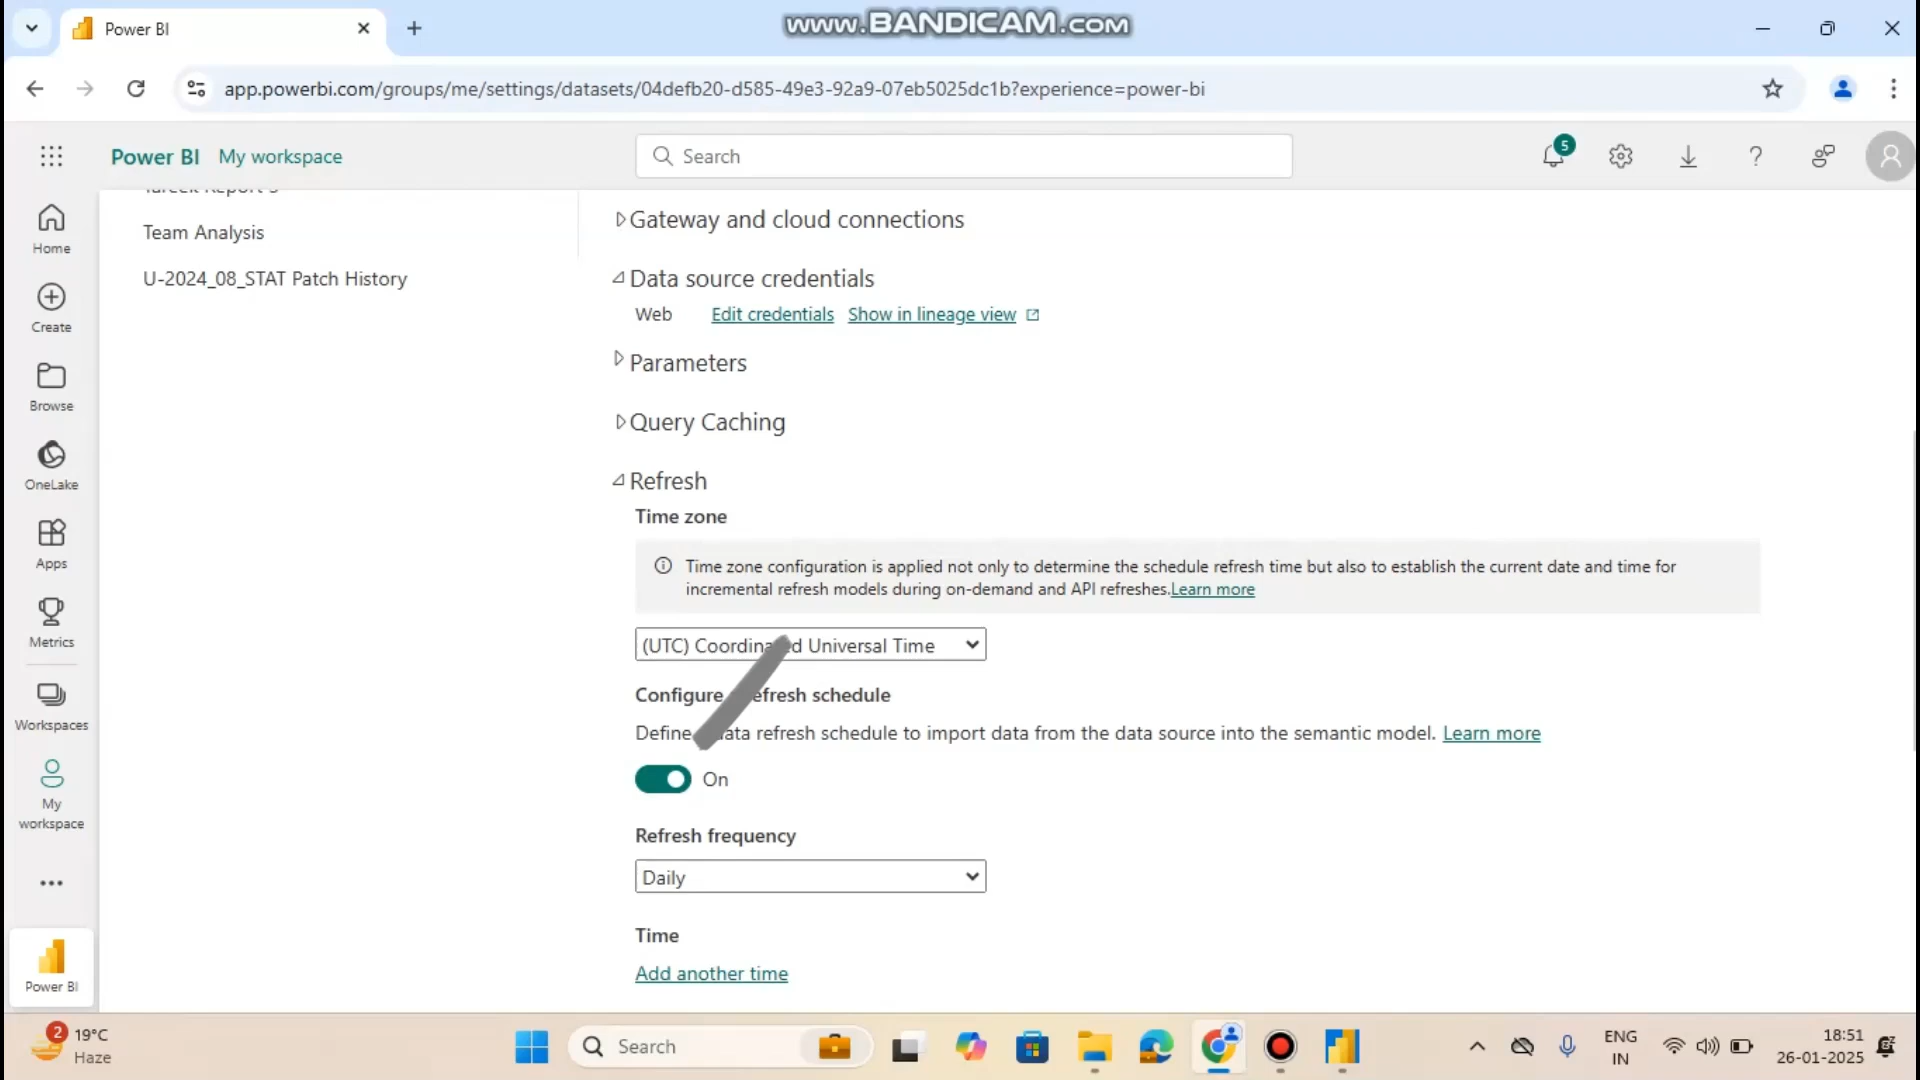 Power BI
www.BANDICAM.com
app.powerbi.com/groups/me/settings/datasets/04defb20-d585-49e3-92a9-07eb5025dc1b?experience=power-bi
Power BI My workspace
Search
5
Home
Create
Browse
OneLake
Apps
Metrics
Workspaces
My
workspace
Power BI
Team Analysis
U-2024_08_STAT Patch History
Gateway and cloud connections
Data source credentials
Web Edit credentials Show in lineage view
Parameters
Query Caching
Refresh
Time zone
Time zone configuration is applied not only to determine the schedule refresh time but also to establish the current date and time for
incremental refresh models during on-demand and API refreshes.Learn more
(UTC) Coordinated Universal Time
Configure refresh schedule
Define data refresh schedule to import data from the data source into the semantic model. Learn more
On
Refresh frequency
Daily
Time
Add another time
2
19°C
Haze
Search
ENG
IN
18:51
26-01-2025